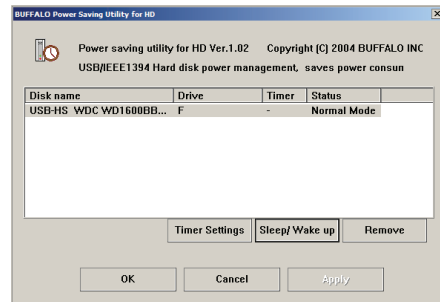 BUFFALO Power Saving Utility for HD
Power saving utility for HD Ver.1.02 Copyright (C) 2004 BUFFALO INC
USB/IEEE1394 Hard disk power management, saves power consun
Disk name Drive Timer Status
USB-HS WDC WD1600BB... F - Normal Mode
Timer Settings Sleep/ Wake up Remove
OK Cancel Apply